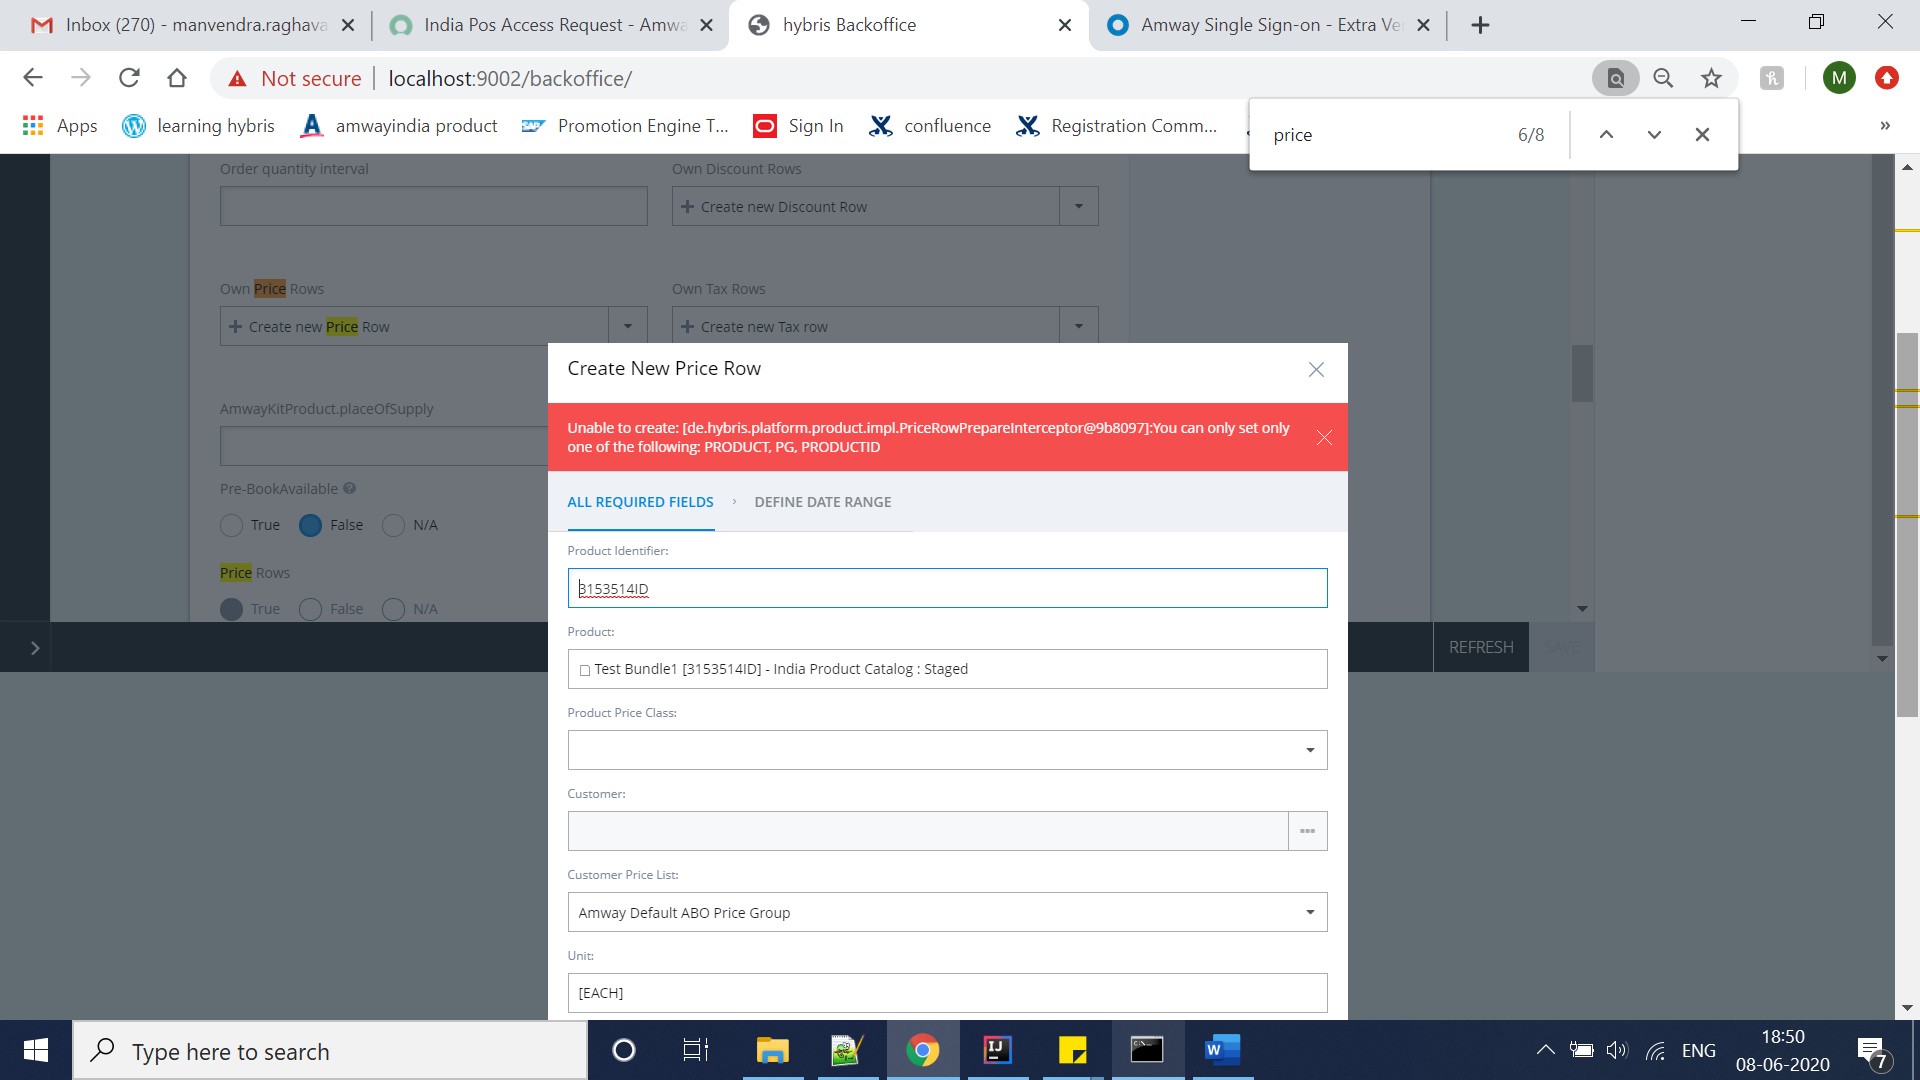 Inbox (270) - manvendra.raghava
India Pos Access Request - Amwa
hybris Backoffice
Amway Single Sign-on - Extra Ve
Not secure
localhost:9002/backoffice/
M
Apps
learning hybris
amwayindia product
Promotion Engine T...
Sign In
confluence
Registration Comm...
»
price
6/8
Order quantity interval
Own Discount Rows
Create new Discount Row
Own Price Rows
Own Tax Rows
Create new Price Row
Create new Tax row
Create New Price Row
AmwayKitProduct.placeOfSupply
Unable to create: [de.hybris.platform.product.impl.PriceRowPrepareInterceptor@9b8097]:You can only set only
one of the following: PRODUCT, PG, PRODUCTID
Pre-BookAvailable
True
False
N/A
ALL REQUIRED FIELDS
DEFINE DATE RANGE
Product Identifier:
Price Rows
3153514ID
True
False
N/A
Product:
REFRESH
SAVE
Test Bundle1 [3153514ID] - India Product Catalog : Staged
Product Price Class:
Customer:
Customer Price List:
Amway Default ABO Price Group
Unit:
[EACH]
Type here to search
ENG
18:50
08-06-2020
7